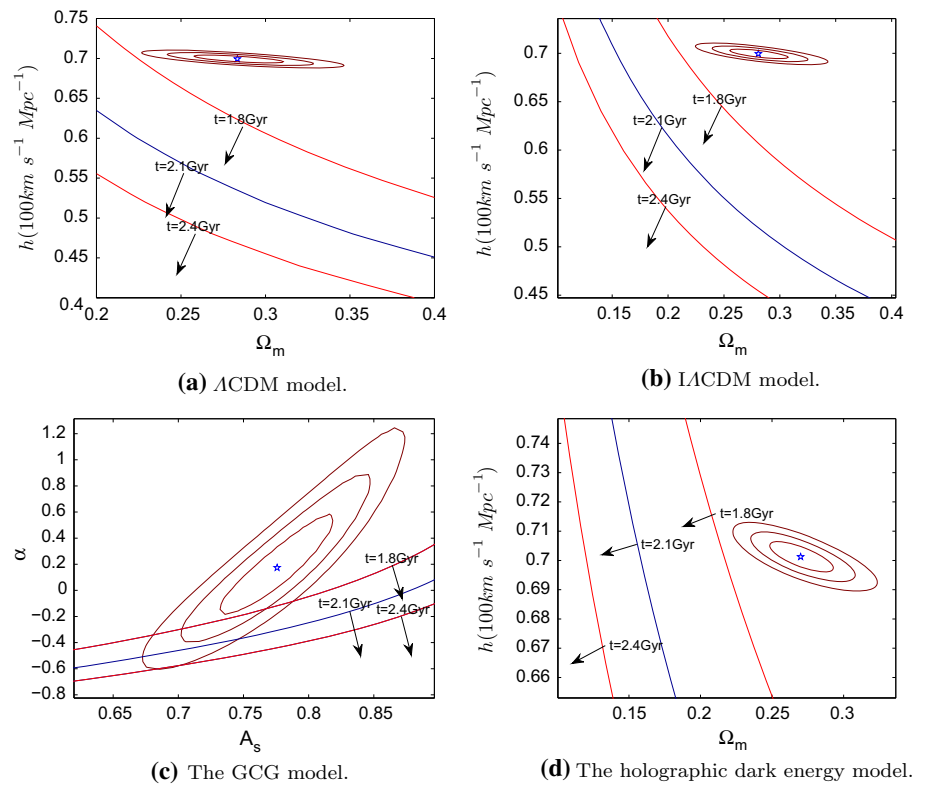 0.75
0.7
0.65
0.6
0.55
0.5
0.45
0.4
h(100km s⁻¹ Mpc⁻¹)
t=1.8Gyr
t=2.1Gyr
t=2.4Gyr
0.2 0.25 0.3 0.35 0.4
Ωm
(a) ΛCDM model.
0.7
0.65
0.6
0.55
0.5
0.45
h(100km s⁻¹ Mpc⁻¹)
t=1.8Gyr
t=2.1Gyr
t=2.4Gyr
0.15 0.2 0.25 0.3 0.35 0.4
Ωm
(b) IΛCDM model.
1.2
1
0.8
0.6
0.4
0.2
0
−0.2
−0.4
−0.6
−0.8
α
t=1.8Gyr
t=2.1Gyr
t=2.4Gyr
0.65 0.7 0.75 0.8 0.85
As
(c) The GCG model.
0.74
0.73
0.72
0.71
0.7
0.69
0.68
0.67
0.66
h(100km s⁻¹ Mpc⁻¹)
t=1.8Gyr
t=2.1Gyr
t=2.4Gyr
0.15 0.2 0.25 0.3
Ωm
(d) The holographic dark energy model.